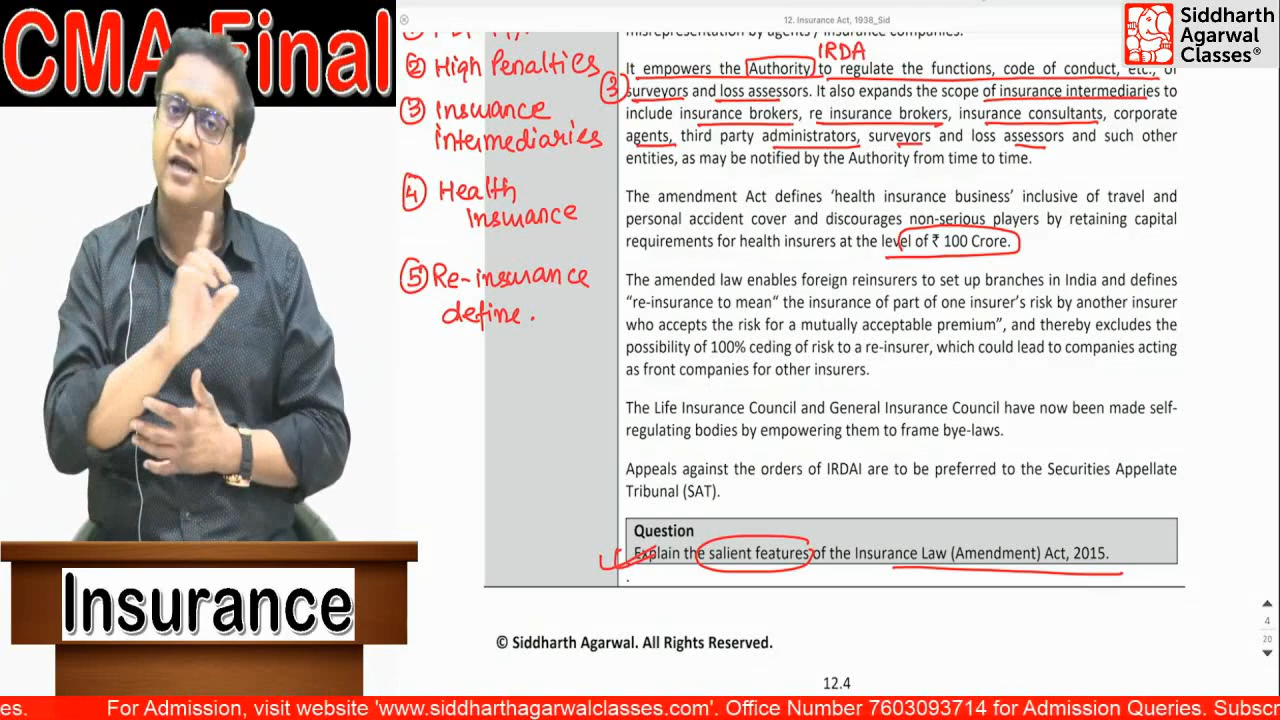 CMA Final
12. Insurance Act, 1938_Sid
Siddharth
Agarwal
Classes®
misrepresentation by agents / insurance companies.
IRDA
② High Penalties
③ Insurance
intermediaries
④ Health
insurance
⑤ Re-insurance
define.
③
It empowers the Authority to regulate the functions, code of conduct, etc., of
surveyors and loss assessors. It also expands the scope of insurance intermediaries to
include insurance brokers, re insurance brokers, insurance consultants, corporate
agents, third party administrators, surveyors and loss assessors and such other
entities, as may be notified by the Authority from time to time.
The amendment Act defines ‘health insurance business’ inclusive of travel and
personal accident cover and discourages non-serious players by retaining capital
requirements for health insurers at the level of ₹ 100 Crore.
The amended law enables foreign reinsurers to set up branches in India and defines
“re-insurance to mean“ the insurance of part of one insurer’s risk by another insurer
who accepts the risk for a mutually acceptable premium”, and thereby excludes the
possibility of 100% ceding of risk to a re-insurer, which could lead to companies acting
as front companies for other insurers.
The Life Insurance Council and General Insurance Council have now been made self-
regulating bodies by empowering them to frame bye-laws.
Appeals against the orders of IRDAI are to be preferred to the Securities Appellate
Tribunal (SAT).
Question
Explain the salient features of the Insurance Law (Amendment) Act, 2015.
.
Insurance
© Siddharth Agarwal. All Rights Reserved.
12.4
4
20
es. For Admission, visit website 'www.siddharthagarwalclasses.com'. Office Number 7603093714 for Admission Queries. Subsc